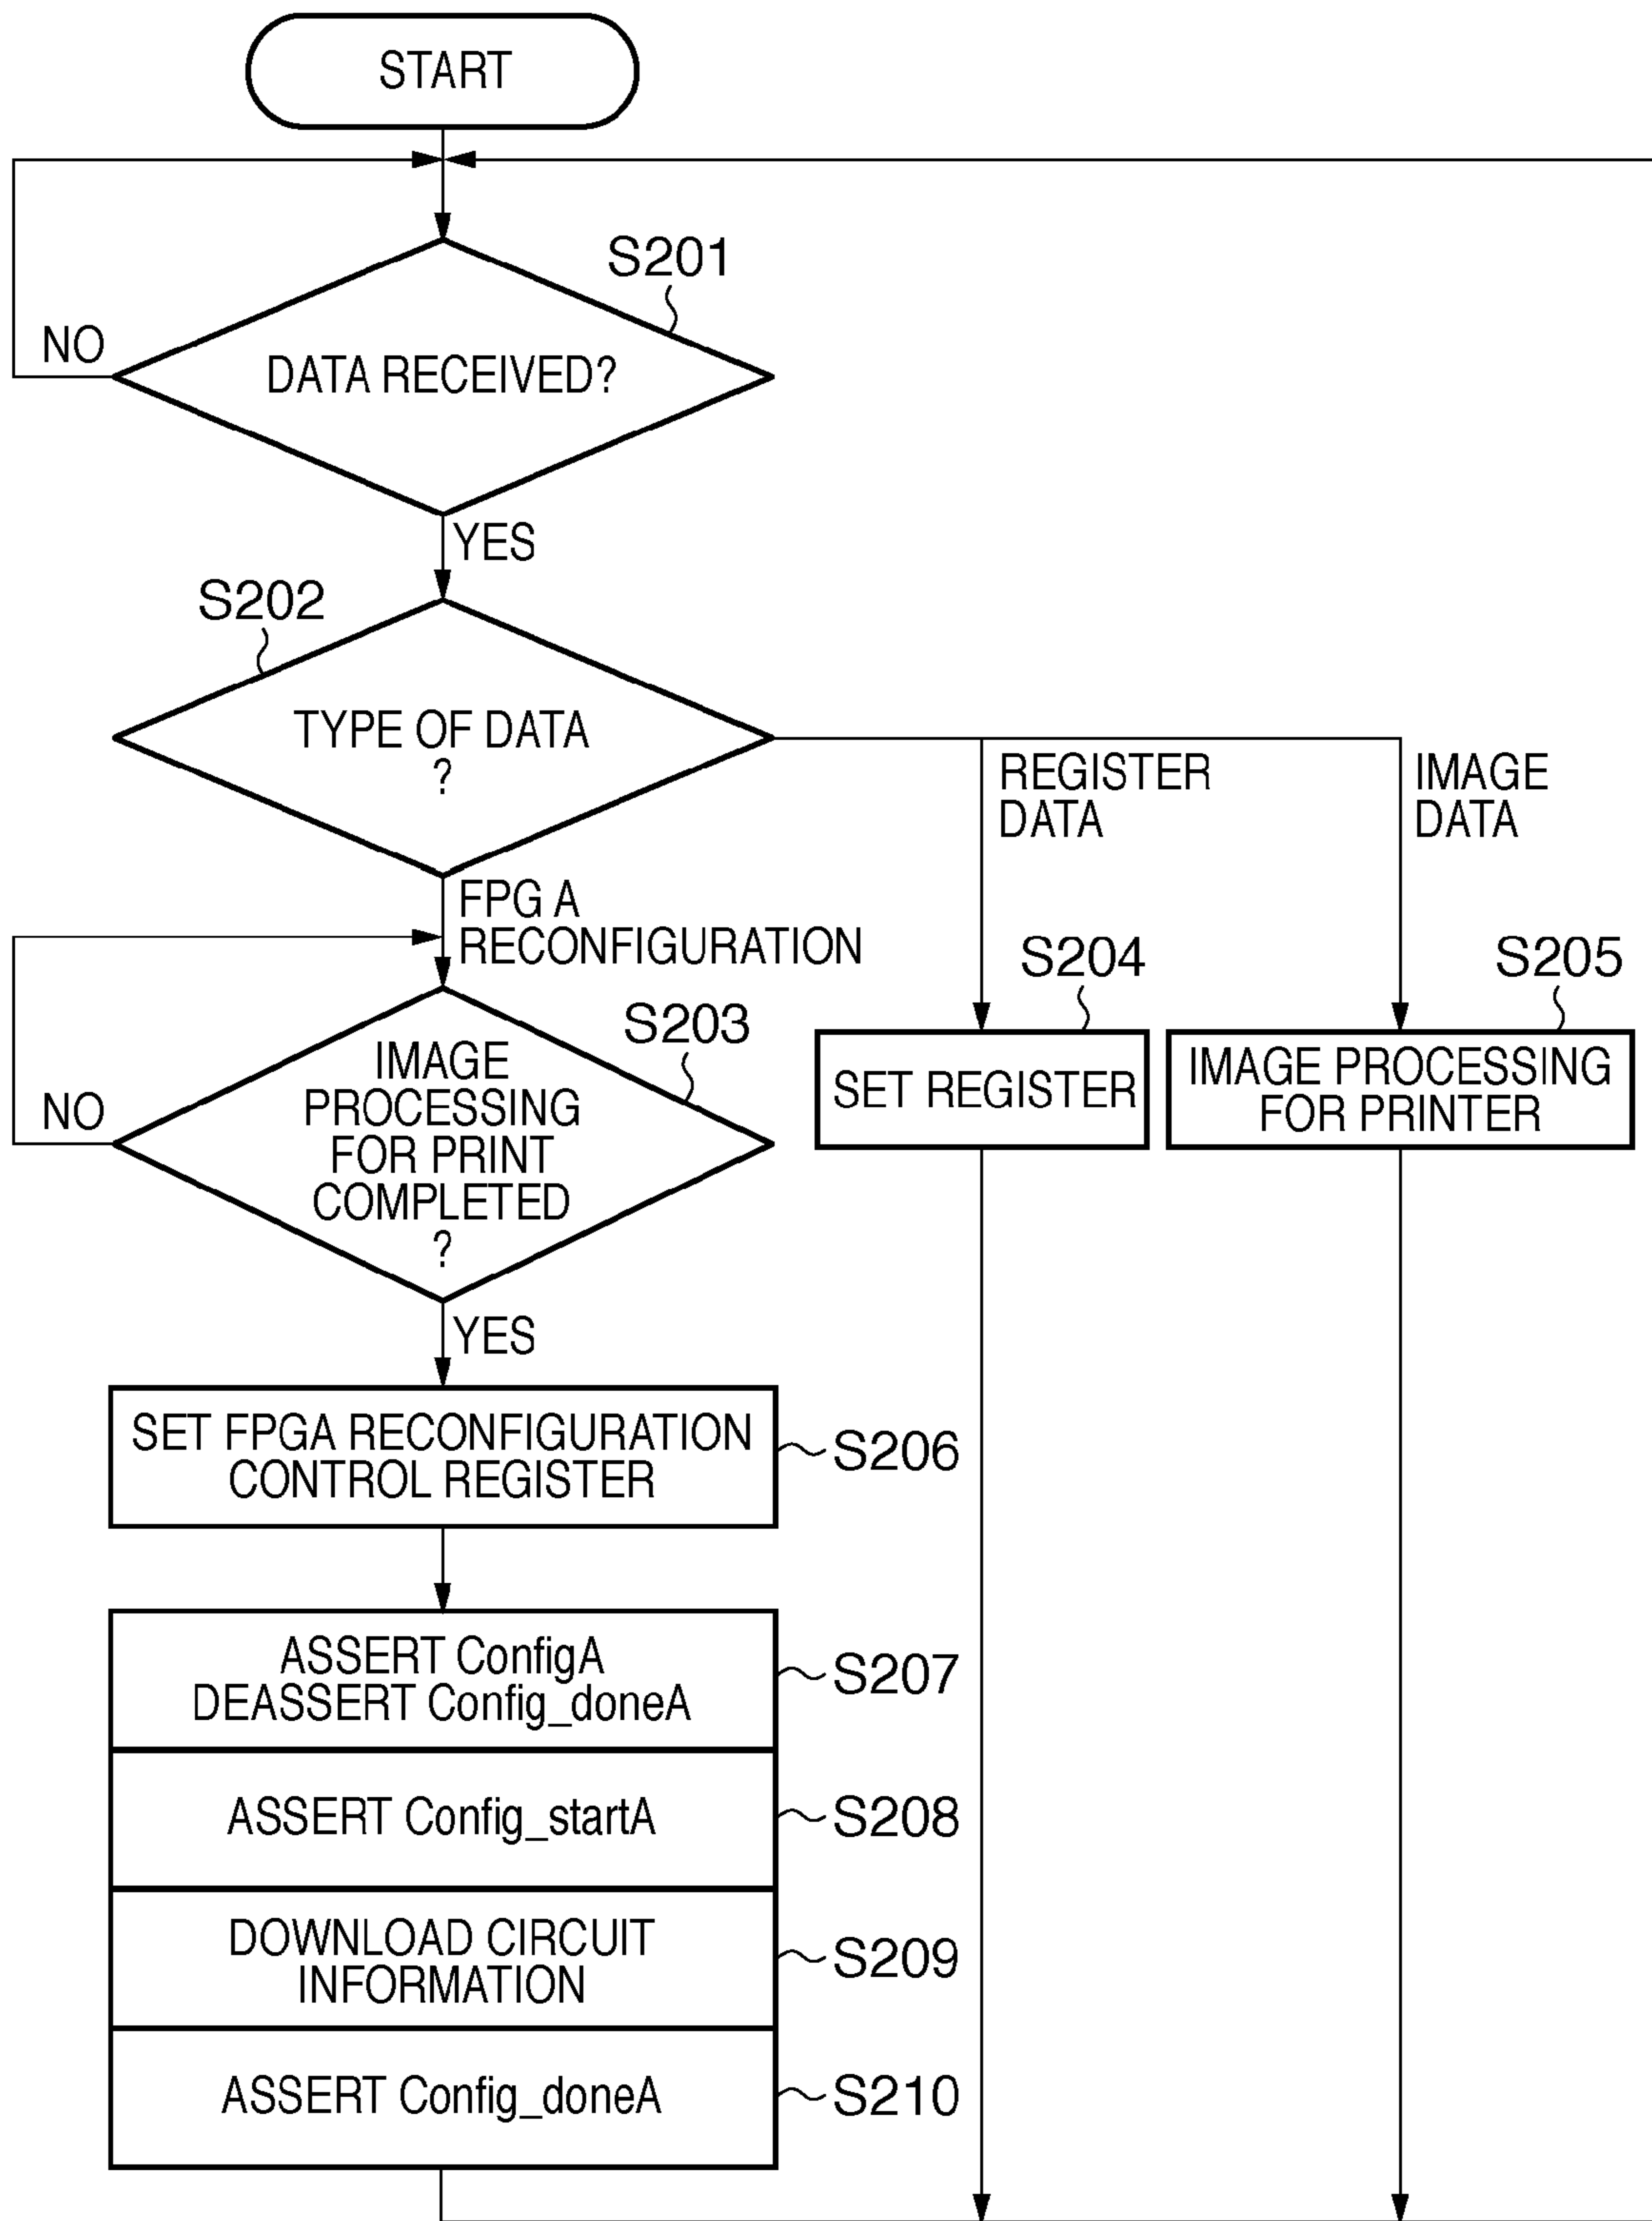 START
S201
NO
DATA RECEIVED?
YES
S202
TYPE OF DATA
?
REGISTER
DATA
IMAGE
DATA
FPG A
RECONFIGURATION
S203
S204
S205
NO
IMAGE
PROCESSING
FOR PRINT
COMPLETED
?
SET REGISTER
IMAGE PROCESSING
FOR PRINTER
YES
SET FPGA RECONFIGURATION
CONTROL REGISTER
S206
ASSERT ConfigA
DEASSERT Config_doneA
S207
ASSERT Config_startA
S208
DOWNLOAD CIRCUIT
INFORMATION
S209
ASSERT Config_doneA
S210